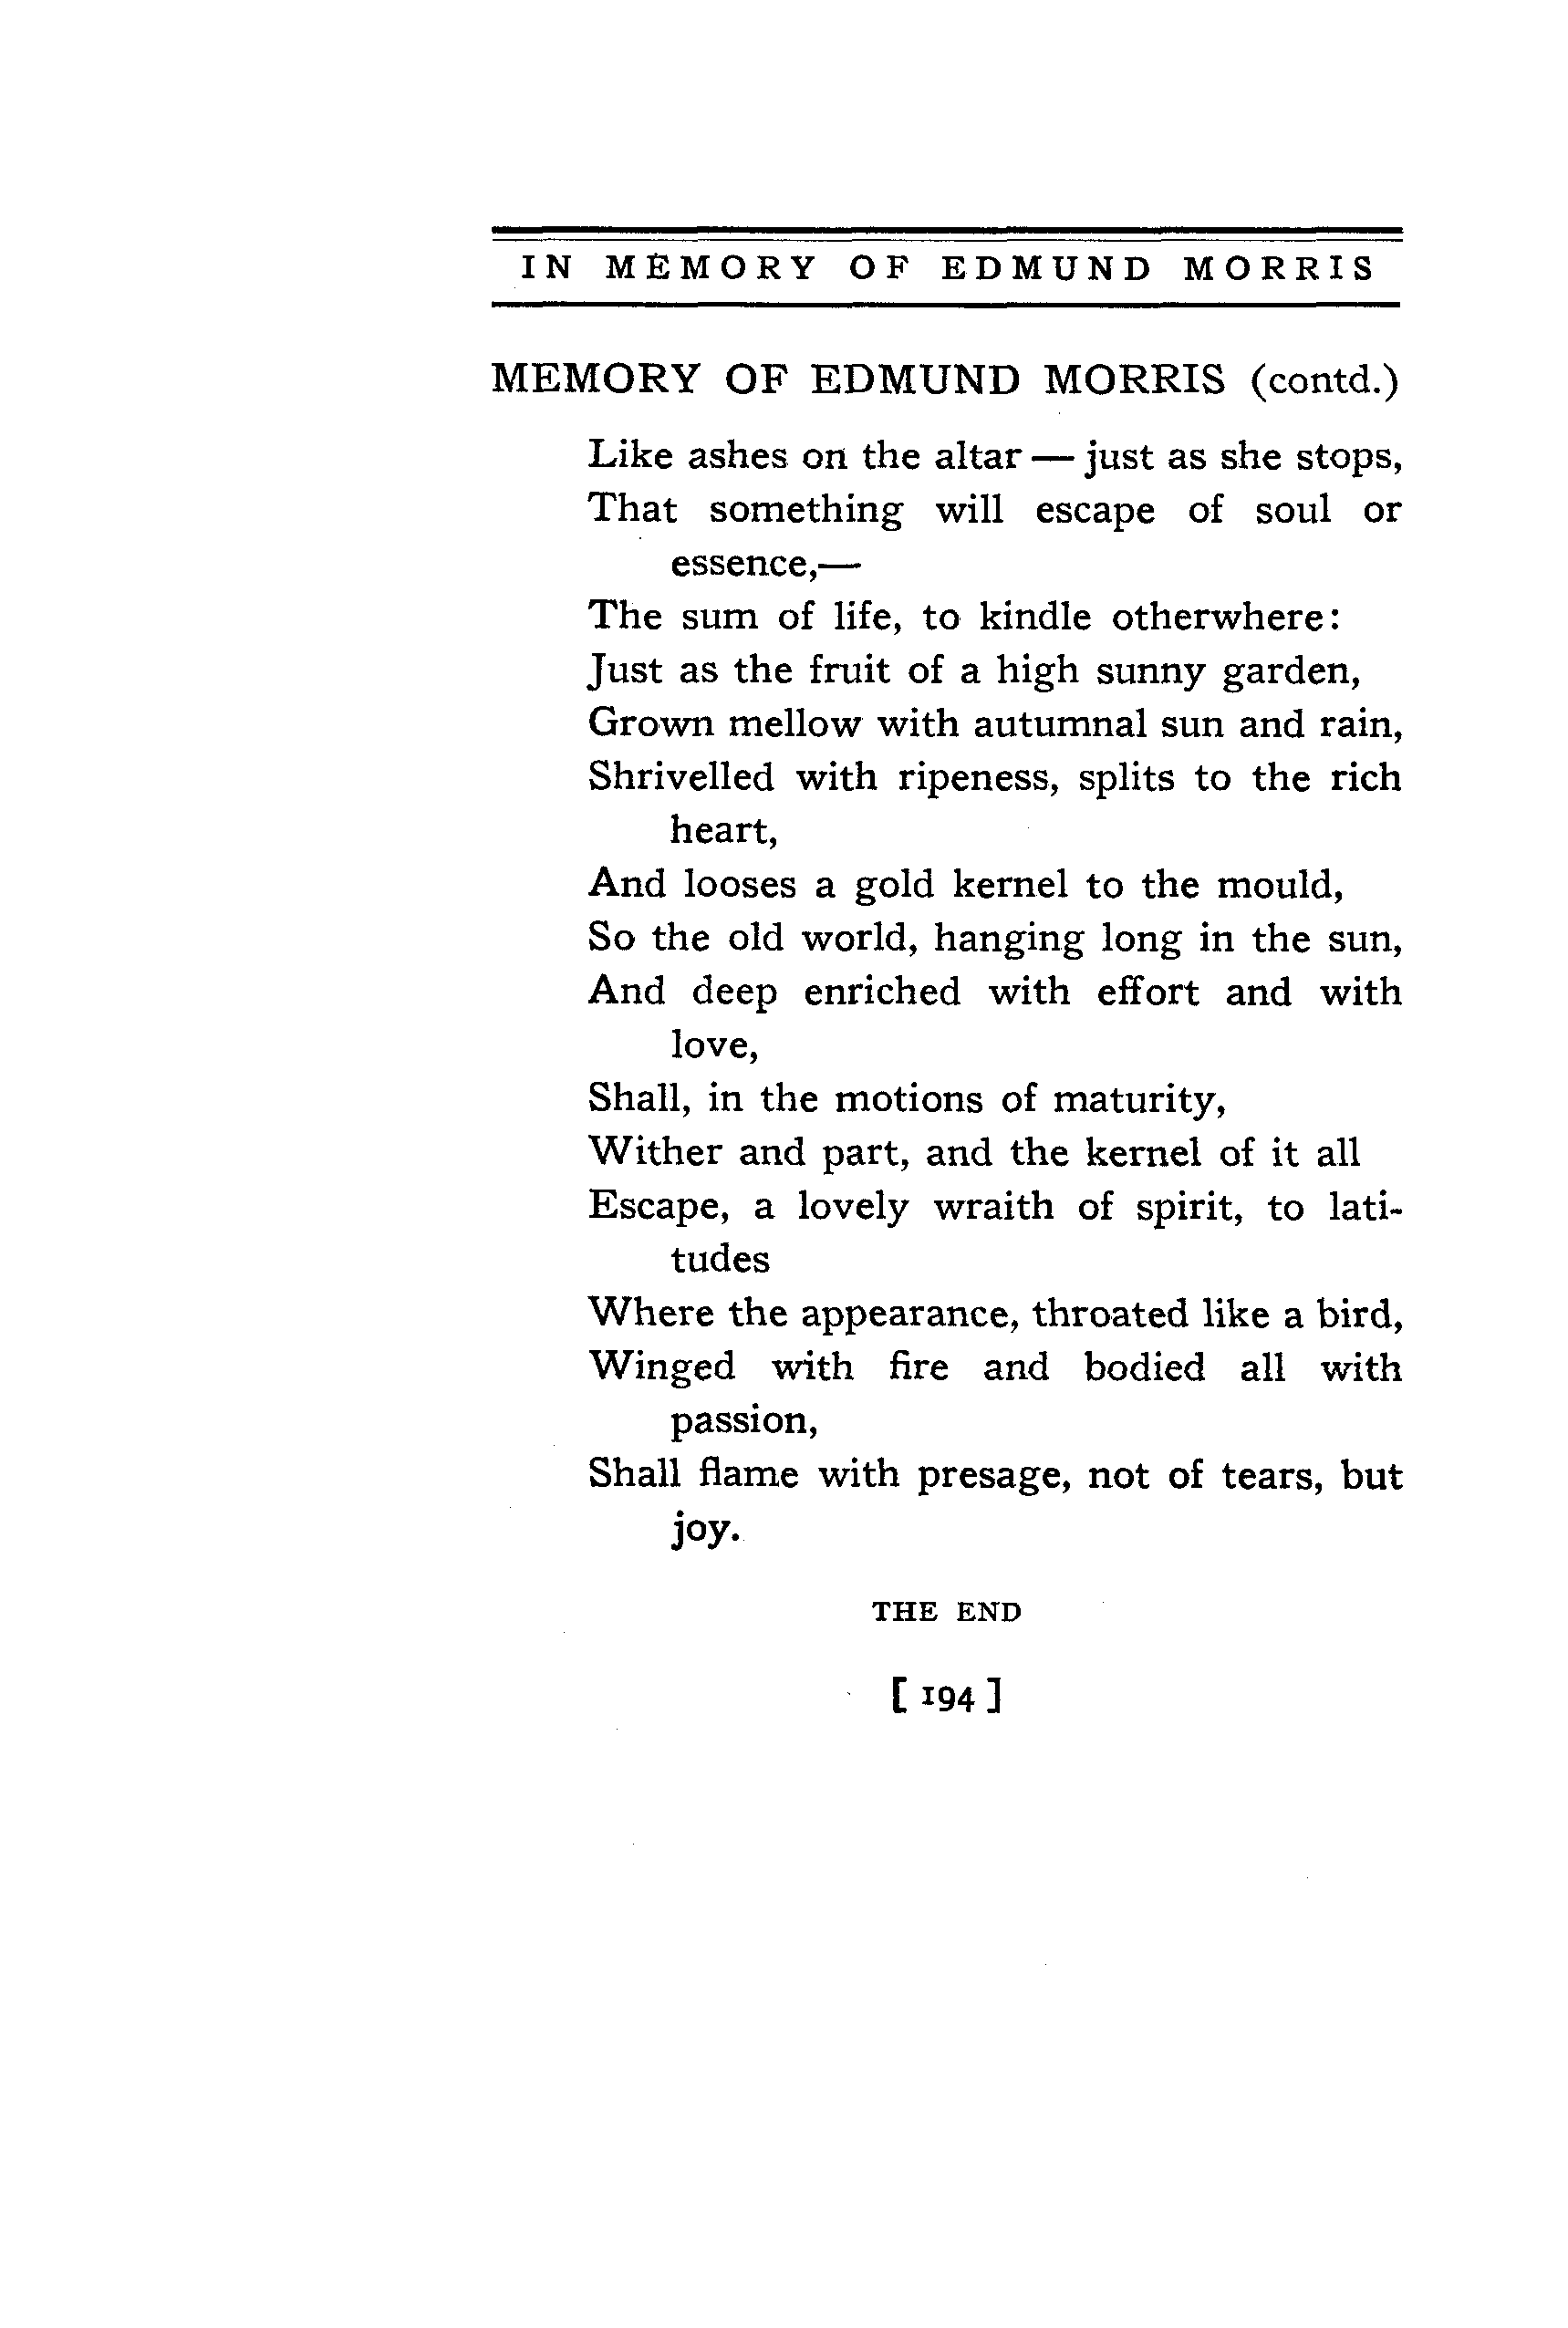 IN MEMORY OF EDMUND MORRIS
MEMORY OF EDMUND MORRIS (contd.)
Like ashes on the altar — just as she stops,
That something will escape of soul or
essence,—
The sum of life, to kindle otherwhere:
Just as the fruit of a high sunny garden,
Grown mellow with autumnal sun and rain,
Shrivelled with ripeness, splits to the rich
heart,
And looses a gold kernel to the mould,
So the old world, hanging long in the sun,
And deep enriched with effort and with
love,
Shall, in the motions of maturity,
Wither and part, and the kernel of it all
Escape, a lovely wraith of spirit, to lati-
tudes
Where the appearance, throated like a bird,
Winged with fire and bodied all with
passion,
Shall flame with presage, not of tears, but
joy.
THE END
[ 194 ]